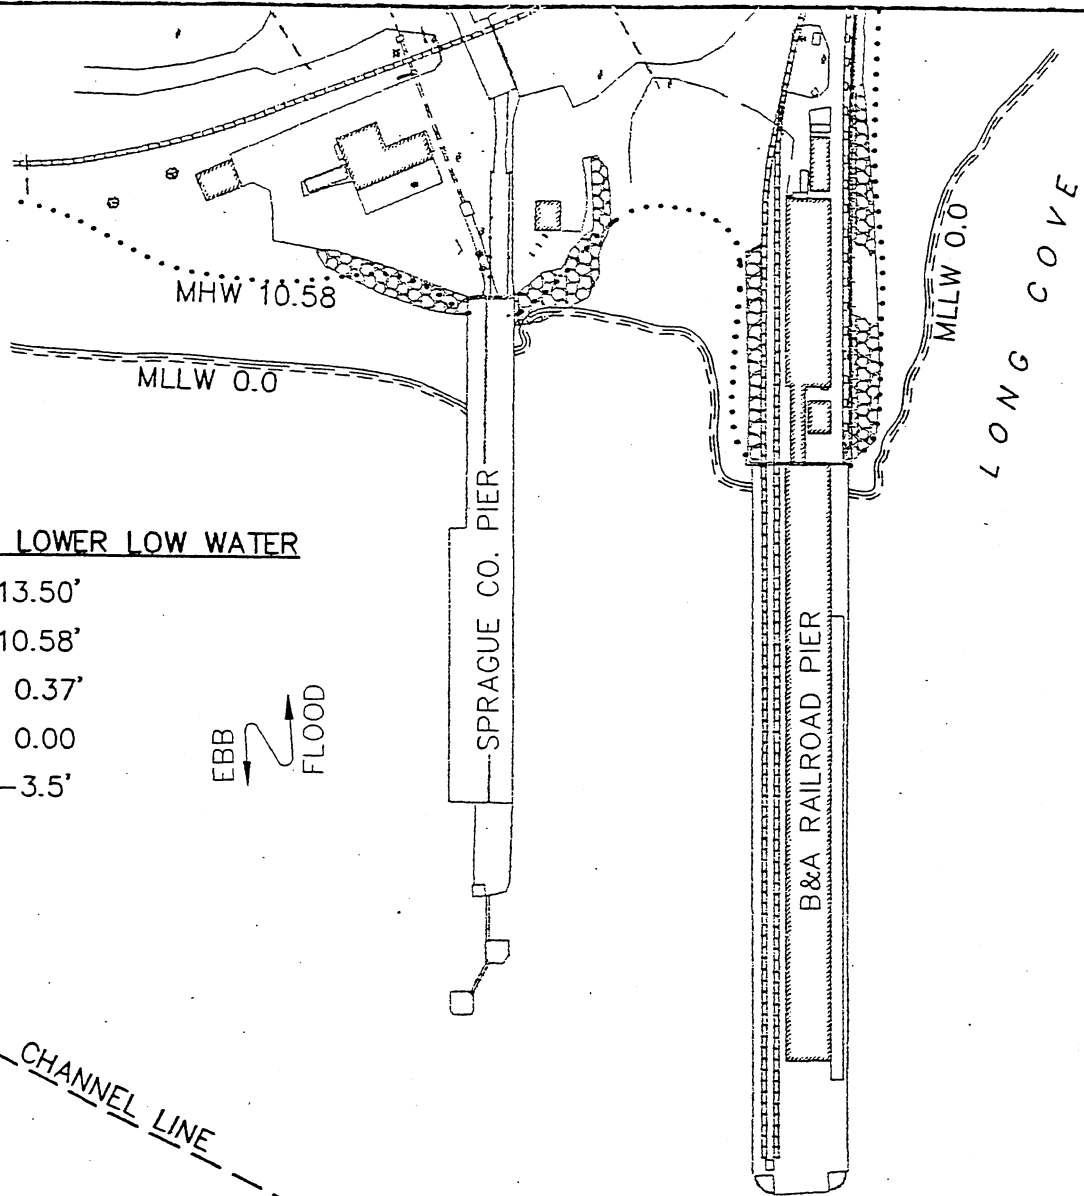 MHW 10.58
MLLW 0.0
MLLW 0.0
LONG COVE
LOWER LOW WATER
13.50'
10.58'
0.37'
0.00
-3.5'
EBB
FLOOD
SPRAGUE CO. PIER
B&A RAILROAD PIER
CHANNEL LINE